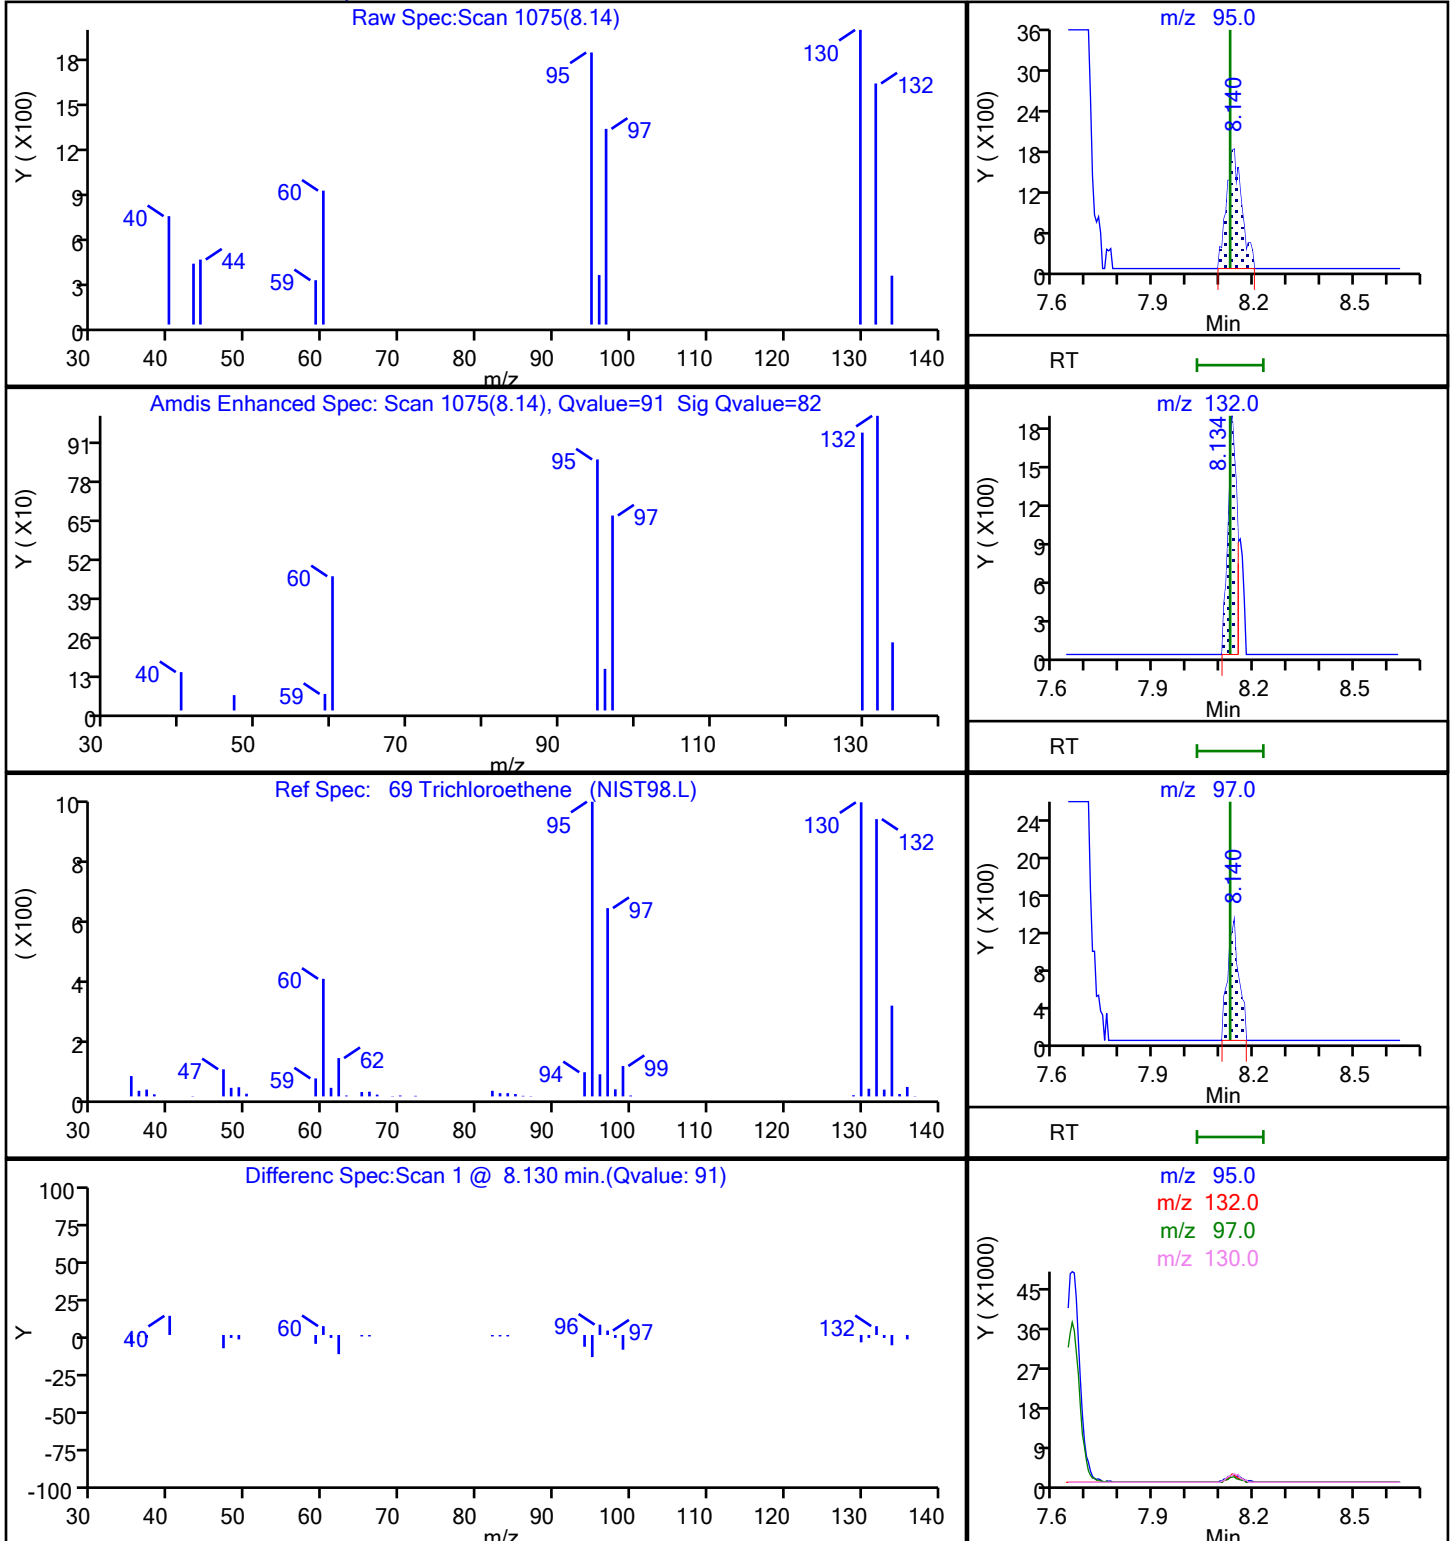 Raw Spec:Scan 1075(8.14)
Y ( X100)
18
15
12
9
6
3
0
40
44
59
60
95
97
130
132
30 40 50 60 70 80 90 100 110 120 130 140
m/z
m/z 95.0
Y ( X100)
36
30
24
18
12
6
0
8.140
7.6 7.9 8.2 8.5
Min
RT
Amdis Enhanced Spec: Scan 1075(8.14), Qvalue=91 Sig Qvalue=82
Y ( X10)
91
78
65
52
39
26
13
0
40
59
60
95
97
132
30 50 70 90 110 130
m/z
m/z 132.0
Y ( X100)
18
15
12
9
6
3
0
8.134
7.6 7.9 8.2 8.5
Min
RT
Ref Spec: 69 Trichloroethene (NIST98.L)
( X100)
10
8
6
4
2
0
47
59
60
62
94
95
97
99
130
132
30 40 50 60 70 80 90 100 110 120 130 140
m/z 97.0
Y ( X100)
24
20
16
12
8
4
0
8.140
7.6 7.9 8.2 8.5
Min
RT
Differenc Spec:Scan 1 @ 8.130 min.(Qvalue: 91)
Y
100
75
50
25
0
-25
-50
-75
-100
40
60
96
97
132
30 40 50 60 70 80 90 100 110 120 130 140
m/z
m/z 95.0
m/z 132.0
m/z 97.0
m/z 130.0
Y ( X1000)
45
36
27
18
9
0
7.6 7.9 8.2 8.5
Min